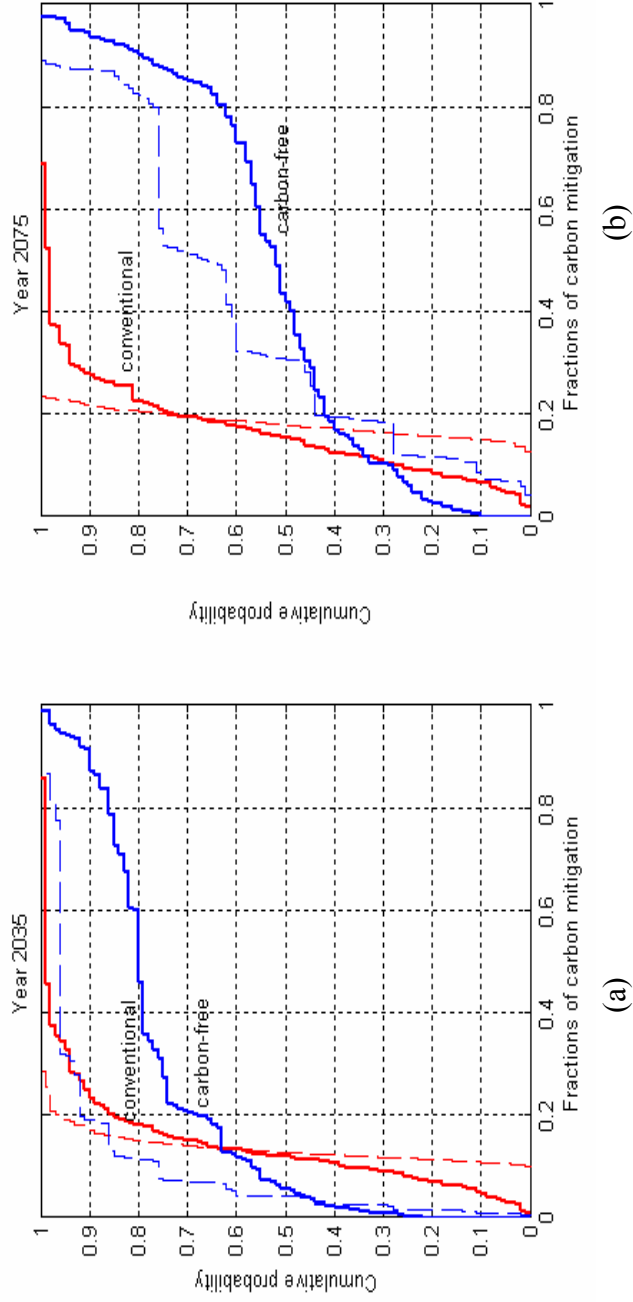 Year 2035
Cumulative probability
1
0.9
0.8
0.7
0.6
0.5
0.4
0.3
0.2
0.1
0
conventional
carbon-free
0
0.2
0.4
0.6
0.8
1
Fractions of carbon mitigation
(a)
Year 2075
Cumulative probability
1
0.9
0.8
0.7
0.6
0.5
0.4
0.3
0.2
0.1
0
conventional
carbon-free
0
0.2
0.4
0.6
0.8
1
Fractions of carbon mitigation
(b)